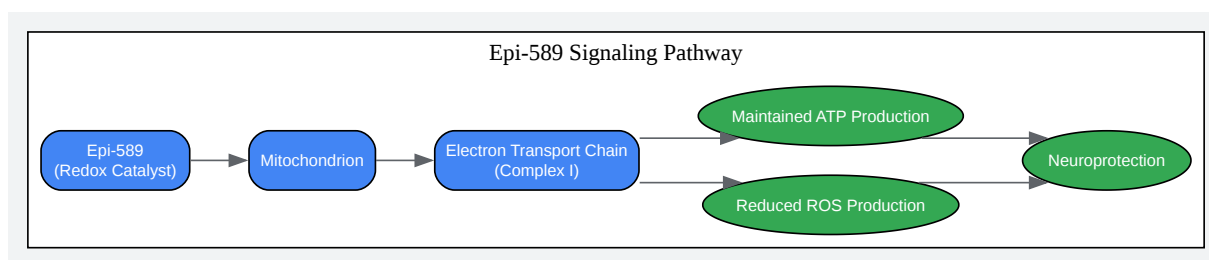 Epi-589 Signaling Pathway
Epi-589
(Redox Catalyst)
Mitochondrion
Electron Transport Chain
(Complex I)
Maintained ATP Production
Reduced ROS Production
Neuroprotection